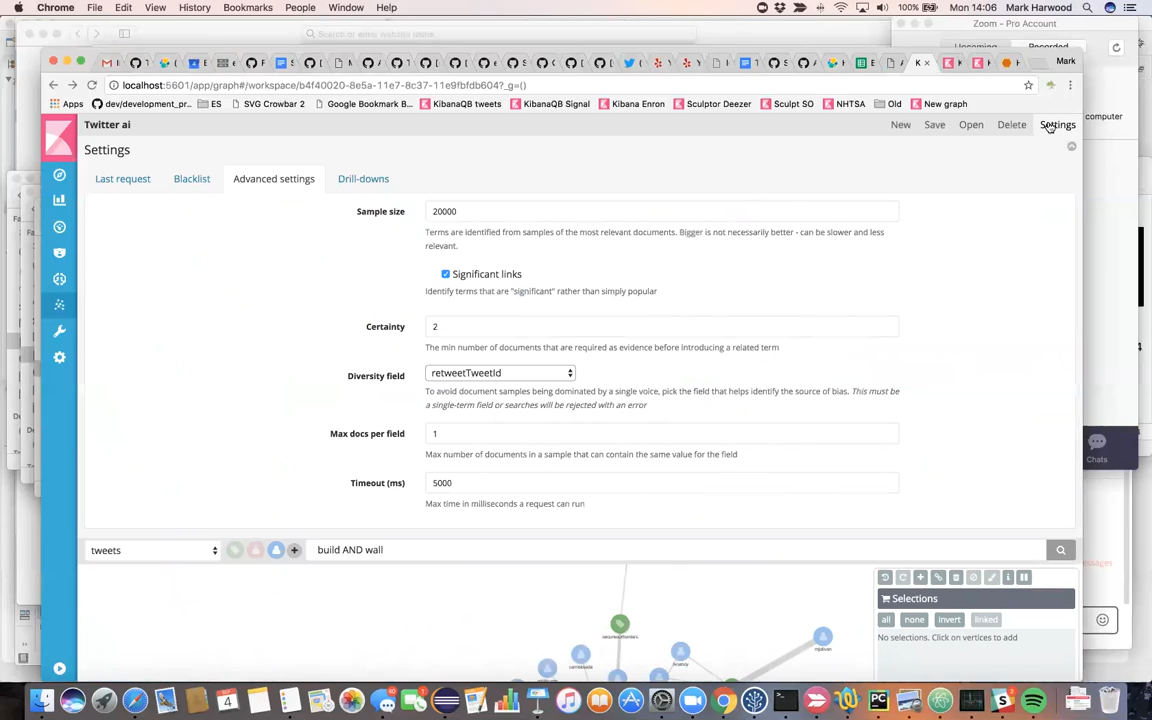 Chrome File Edit View History Bookmarks People Window Help 100% Mon 14:06 Mark Harwood
Search or enter website name
Zoom - Pro Account
Upcoming Recorded
Mark
localhost:5601/app/graph#/workspace/b4f40020-8e5a-11e7-8c37-11e9fbfdb604?_g=()
Apps dev/development_pr... ES SVG Crowbar 2 Google Bookmark B... KibanaQB tweets KibanaQB Signal Kibana Enron Sculptor Deezer Sculpt SO NHTSA Old New graph
computer
Twitter ai New Save Open Delete Settings
Settings
Last request Blacklist Advanced settings Drill-downs
Sample size 20000
Terms are identified from samples of the most relevant documents. Bigger is not necessarily better - can be slower and less
relevant.
Significant links
Identify terms that are "significant" rather than simply popular
Certainty 2
The min number of documents that are required as evidence before introducing a related term
Diversity field retweetTweetId
To avoid document samples being dominated by a single voice, pick the field that helps identify the source of bias. This must be
a single-term field or searches will be rejected with an error
Max docs per field 1
Max number of documents in a sample that can contain the same value for the field
Chats
Timeout (ms) 5000
Max time in milliseconds a request can run
tweets build AND wall
Selections
all none invert linked
No selections. Click on vertices to add